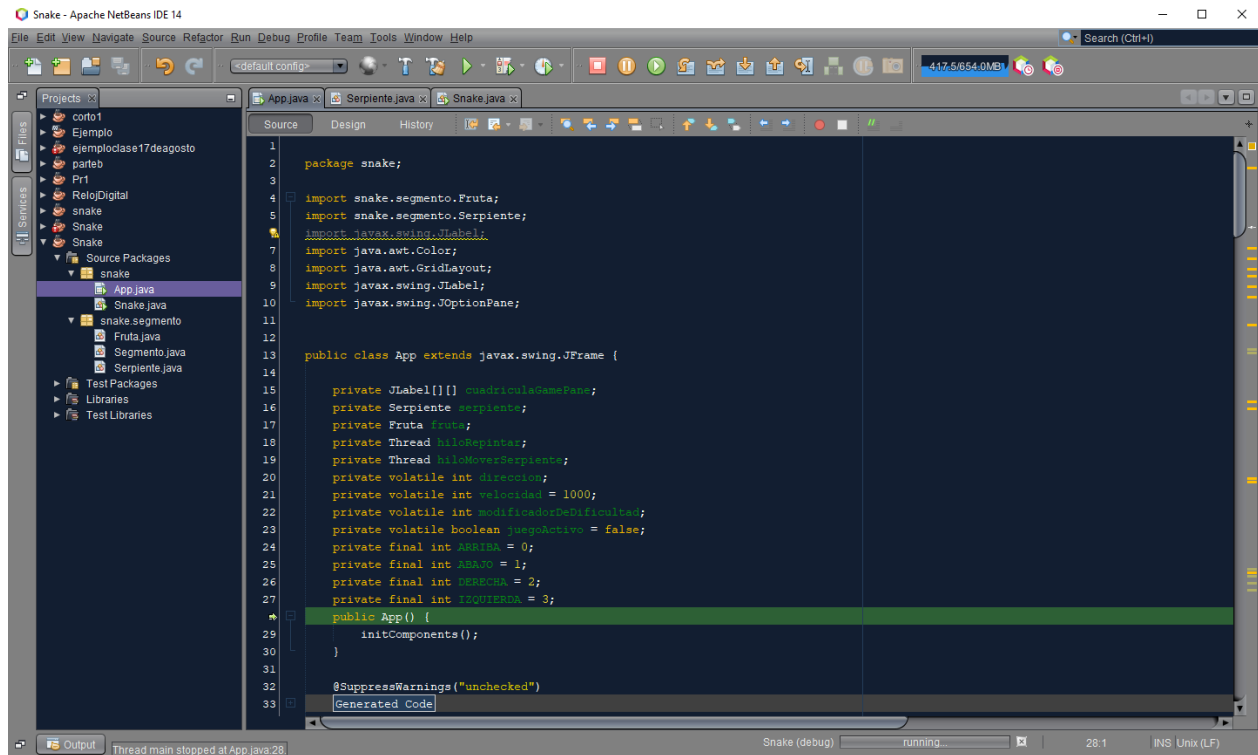 Snake - Apache NetBeans IDE 14
File Edit View Navigate Source Refactor Run Debug Profile Team Tools Window Help
Search (Ctrl+I)
<default config>
417.5/654.0MB
Projects
App.java
Serpiente.java
Snake.java
Files
Services
corto1
Ejemplo
ejemploclase17deagosto
parteb
Pr1
RelojDigital
snake
Snake
Snake
Source Packages
snake
App.java
Snake.java
snake.segmento
Fruta.java
Segmento.java
Serpiente.java
Test Packages
Libraries
Test Libraries
Source Design History
1
2 package snake;
3
4 import snake.segmento.Fruta;
5 import snake.segmento.Serpiente;
import javax.swing.JLabel;
7 import java.awt.Color;
8 import java.awt.GridLayout;
9 import javax.swing.JLabel;
10 import javax.swing.JOptionPane;
11
12
13 public class App extends javax.swing.JFrame {
14
15 private JLabel[][] cuadriculaGamePane;
16 private Serpiente serpiente;
17 private Fruta fruta;
18 private Thread hiloRepintar;
19 private Thread hiloMoverSerpiente;
20 private volatile int direccion;
21 private volatile int velocidad = 1000;
22 private volatile int modificadorDeDificultad;
23 private volatile boolean juegoActivo = false;
24 private final int ARRIBA = 0;
25 private final int ABAJO = 1;
26 private final int DERECHA = 2;
27 private final int IZQUIERDA = 3;
public App() {
29 initComponents();
30 }
31
32 @SuppressWarnings("unchecked")
33 Generated Code
Output
Thread main stopped at App.java:28.
Snake (debug)
running...
28:1
INS Unix (LF)